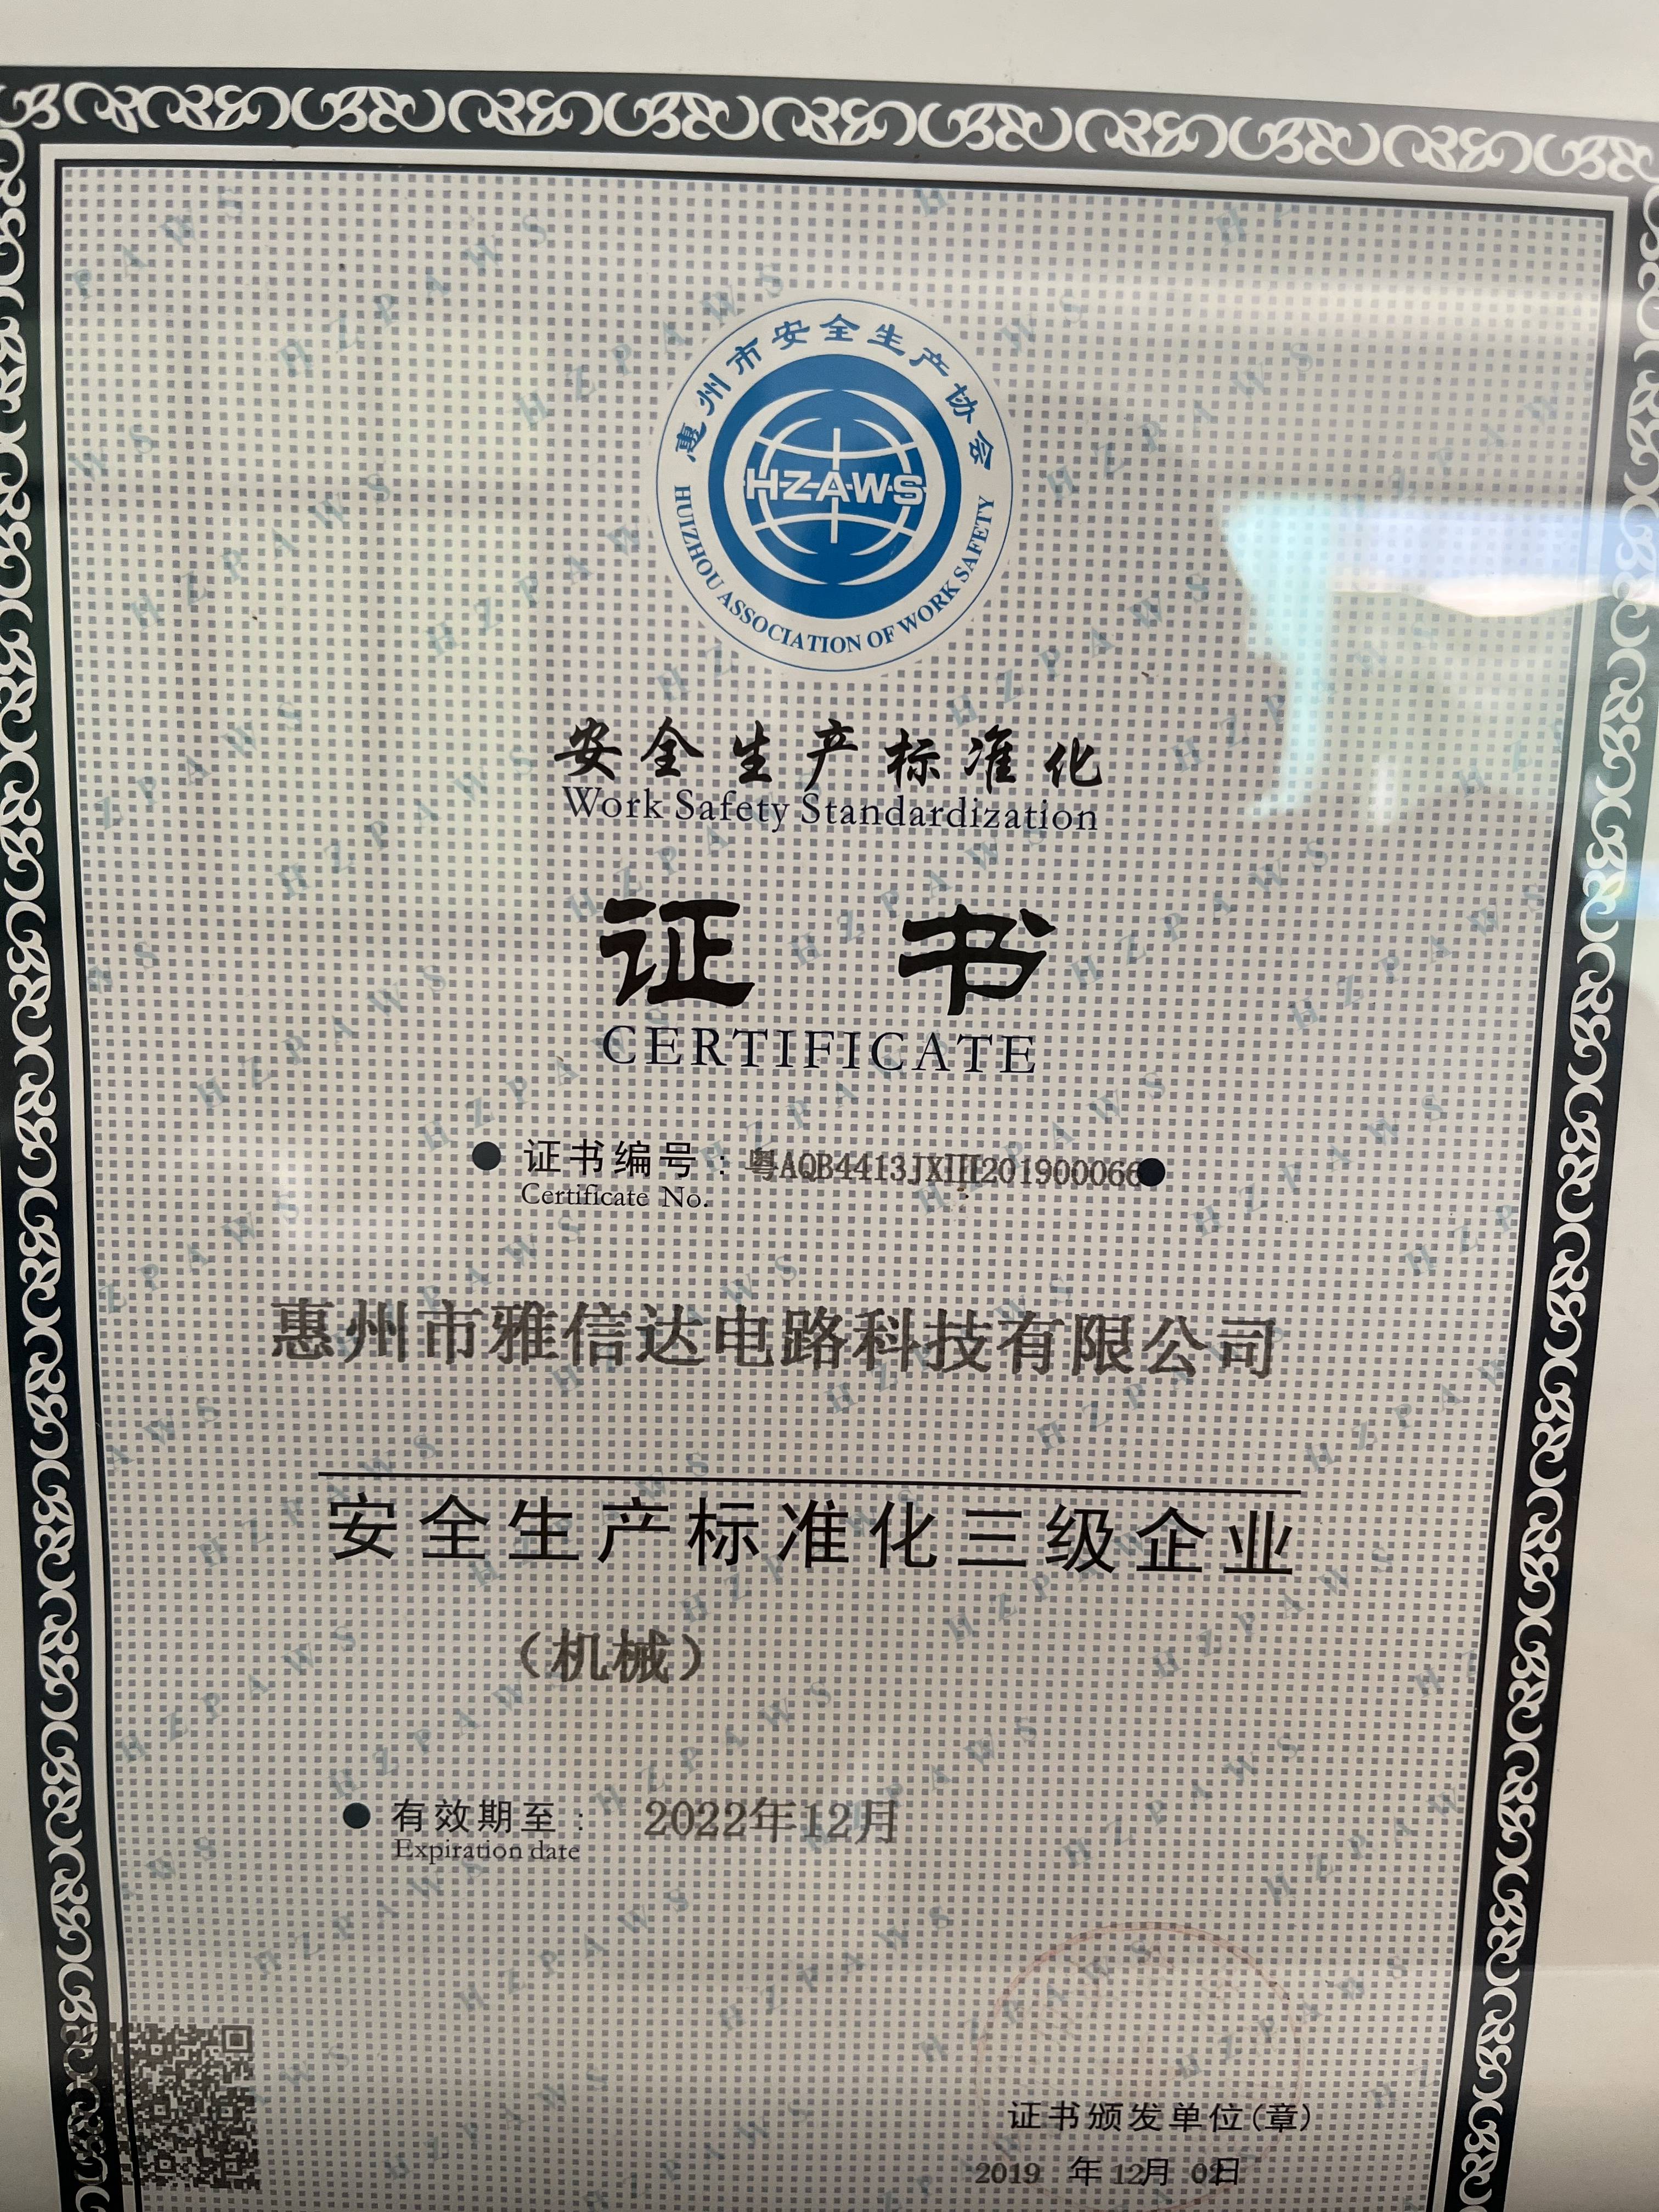 惠州市安全生产协会
HZAWS
HUIZHOU ASSOCIATION OF WORK SAFETY
安全生产标准化
Work Safety Standardization
证书
CERTIFICATE
证书编号：粤AQB4413JXIII201900066
Certificate No.
惠州市雅信达电路科技有限公司
安全生产标准化三级企业
（机械）
有效期至：2022年12月
Expiration date
证书颁发单位(章)
2019 年 12月 02日
HZPAWS